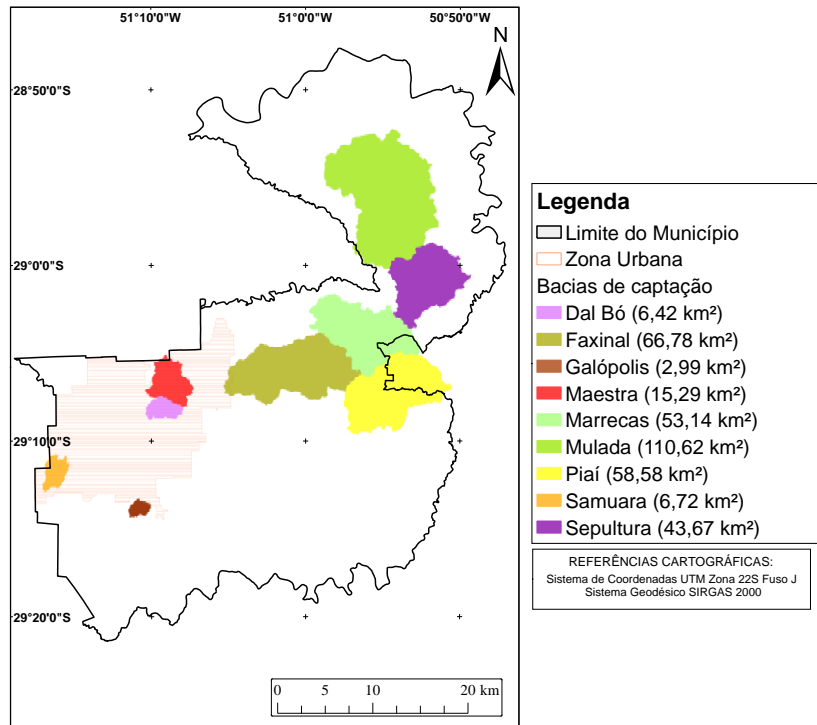 51°10'0"W 51°0'0"W 50°50'0"W
N
28°50'0"S
29°0'0"S
29°10'0"S
29°20'0"S
0 5 10 20 km
Legenda
Limite do Município
Zona Urbana
Bacias de captação
Dal Bó (6,42 km²)
Faxinal (66,78 km²)
Galópolis (2,99 km²)
Maestra (15,29 km²)
Marrecas (53,14 km²)
Mulada (110,62 km²)
Piaí (58,58 km²)
Samuara (6,72 km²)
Sepultura (43,67 km²)
REFERÊNCIAS CARTOGRÁFICAS:
Sistema de Coordenadas UTM Zona 22S Fuso J
Sistema Geodésico SIRGAS 2000